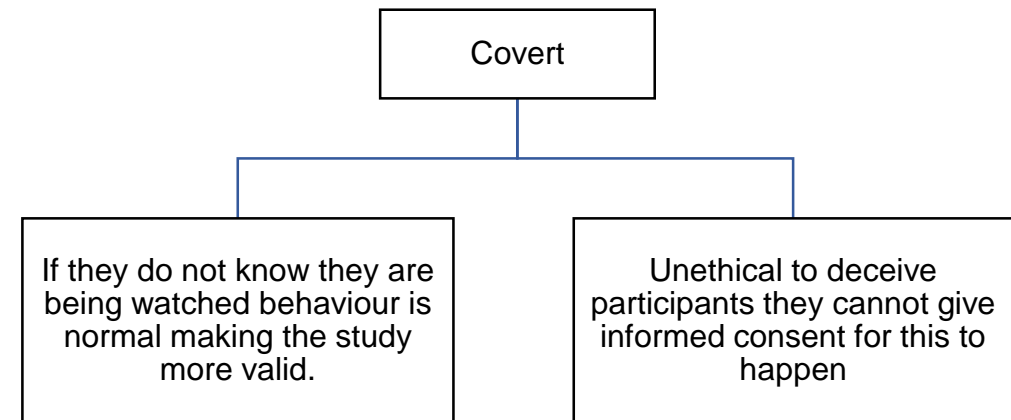 Covert
If they do not know they are
being watched behaviour is
normal making the study
more valid.
Unethical to deceive
participants they cannot give
informed consent for this to
happen